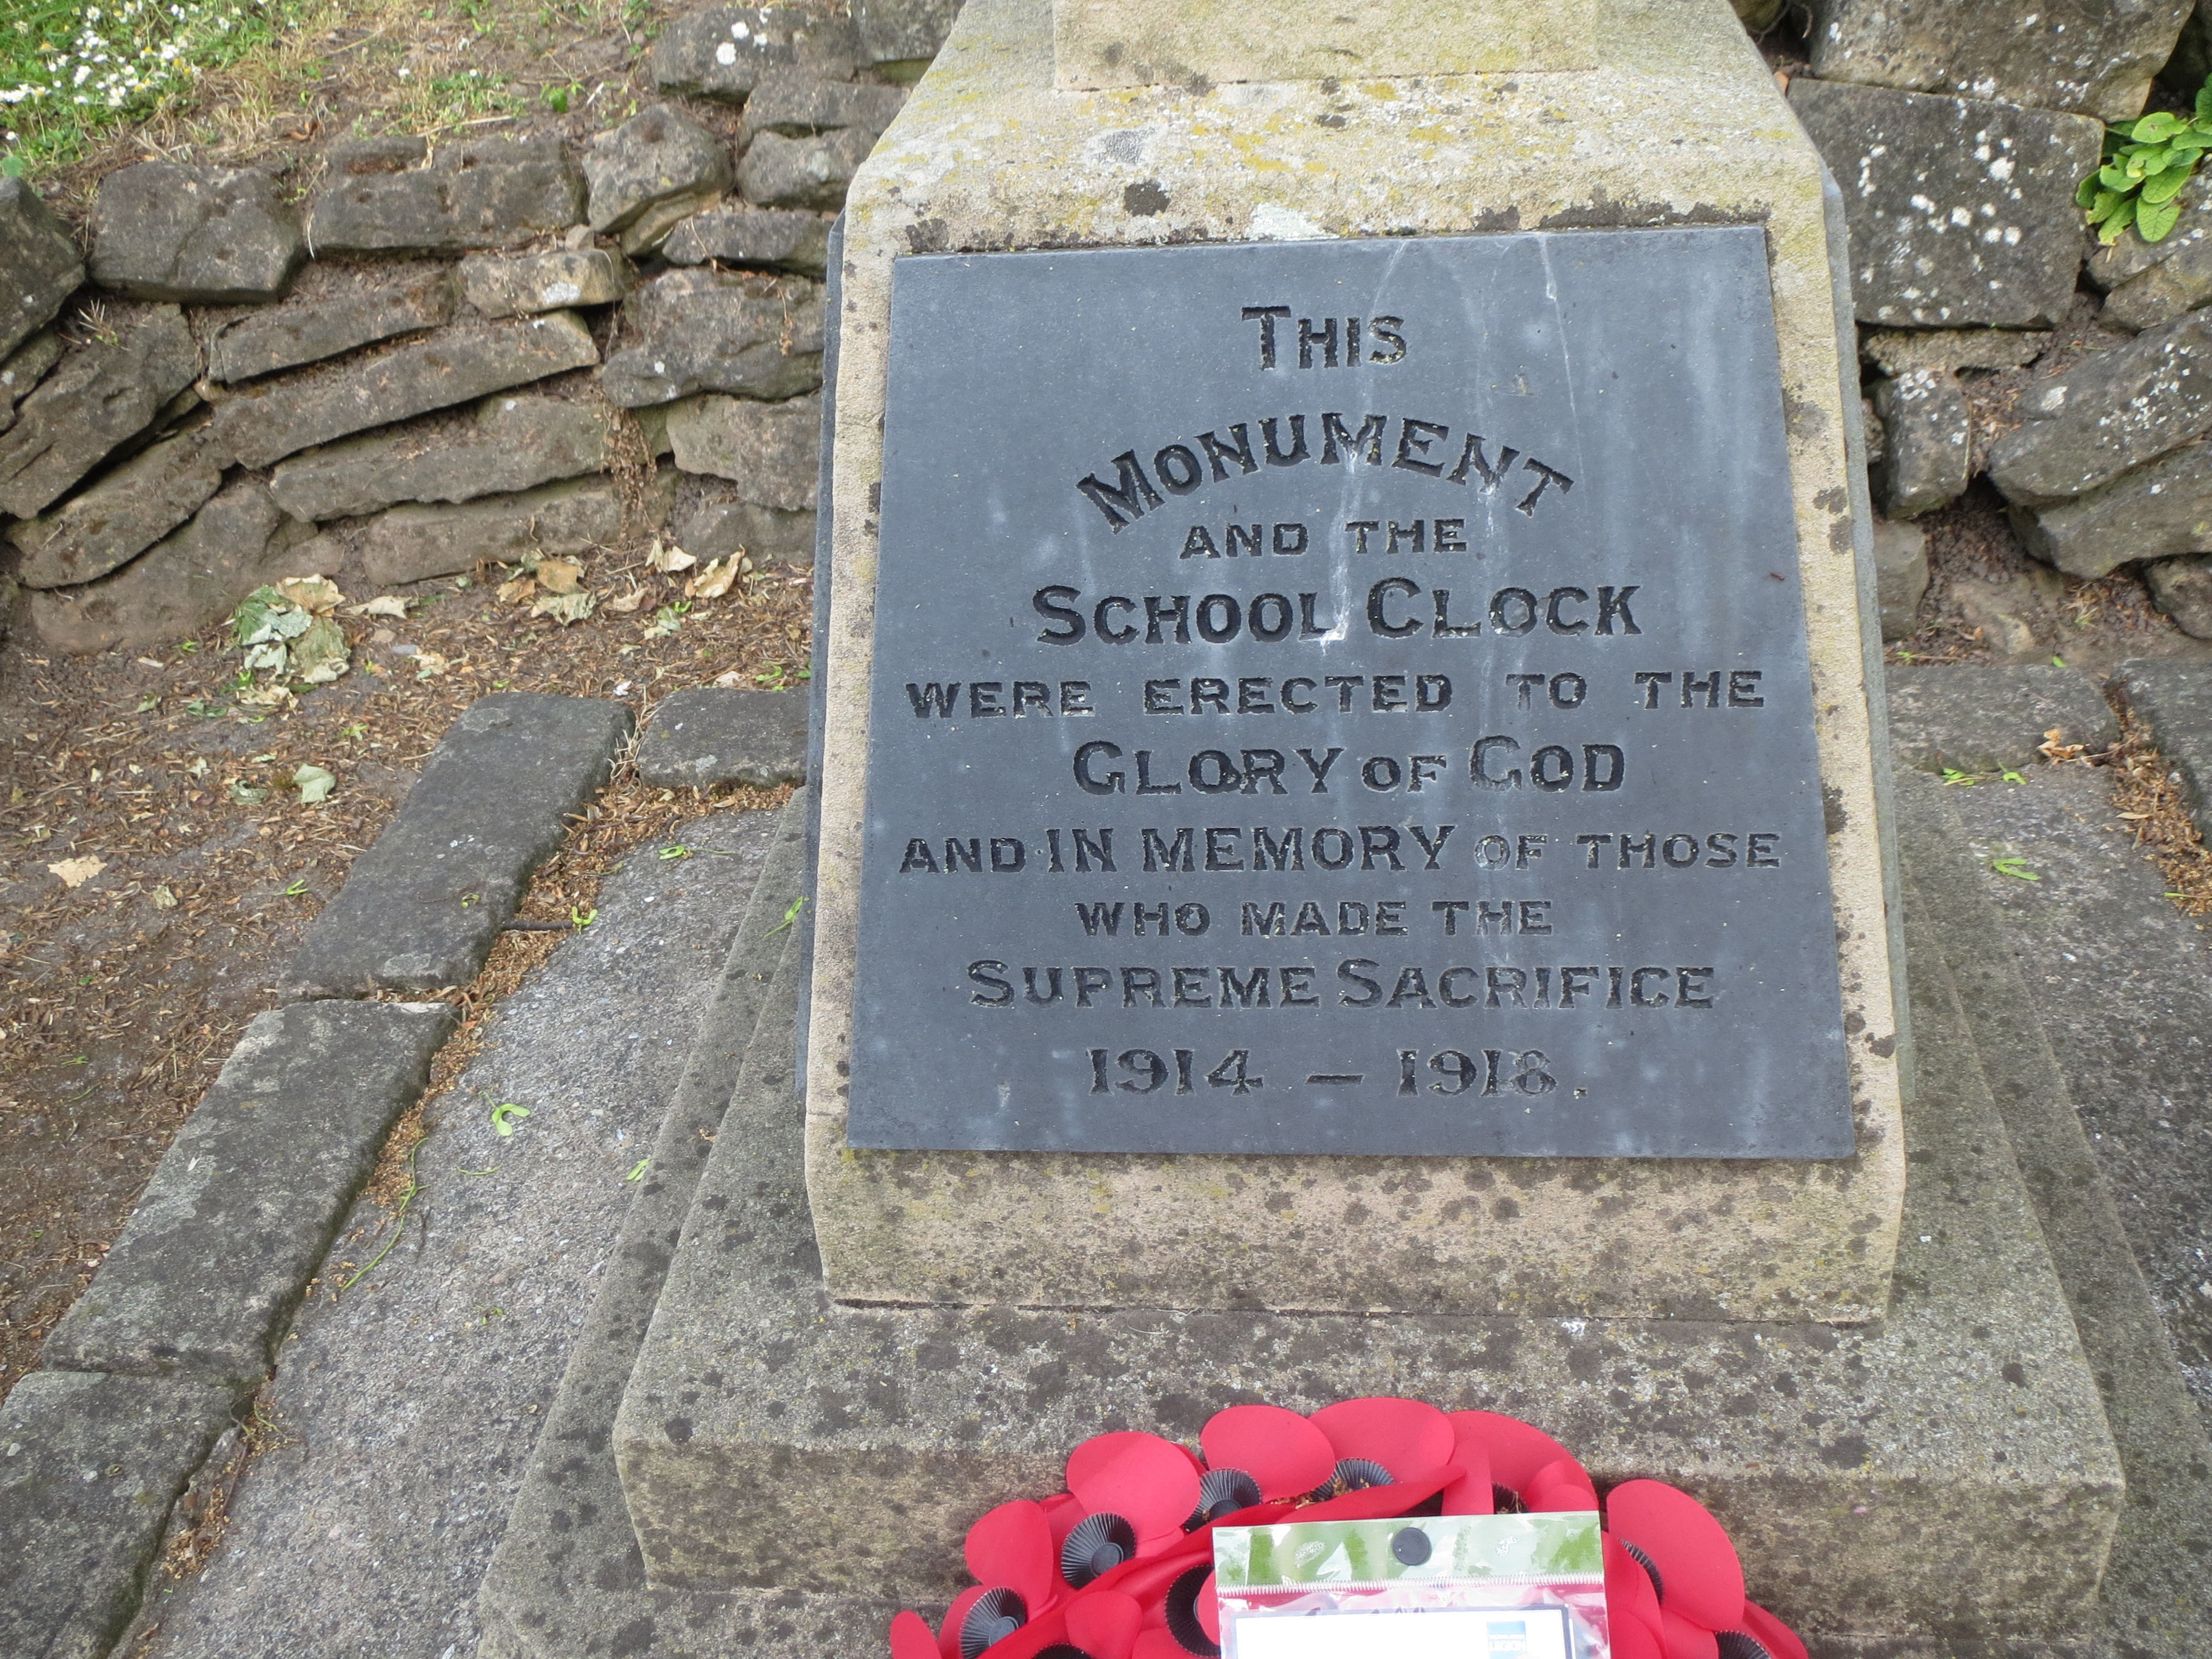 THIS
MONUMENT
AND THE
SCHOOL CLOCK
WERE ERECTED TO THE
GLORY OF GOD
AND IN MEMORY OF THOSE
WHO MADE THE
SUPREME SACRIFICE
1914 – 1918.